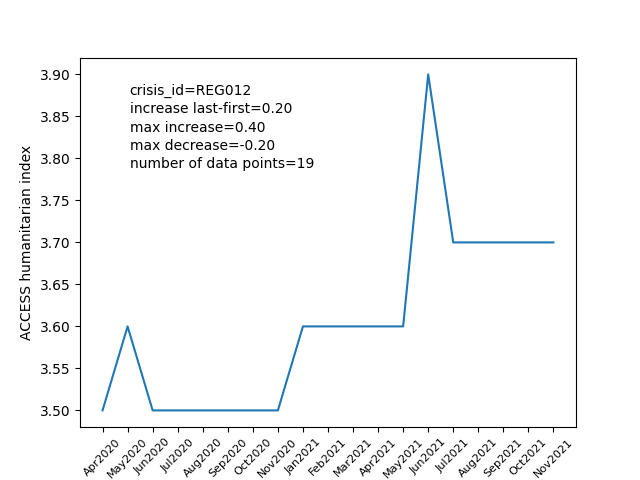 3.90
3.85
3.80
3.75
3.70
3.65
3.60
3.55
3.50
ACCESS humanitarian index
crisis_id=REG012
increase last-first=0.20
max increase=0.40
max decrease=-0.20
number of data points=19
Apr2020
May2020
Jun2020
Jul2020
Aug2020
Sep2020
Oct2020
Nov2020
Jan2021
Feb2021
Mar2021
Apr2021
May2021
Jun2021
Jul2021
Aug2021
Sep2021
Oct2021
Nov2021